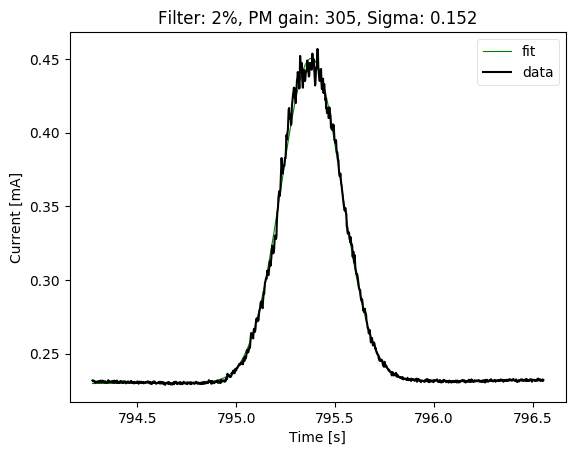 Filter: 2%, PM gain: 305, Sigma: 0.152
fit
data
0.45
0.40
0.35
0.30
0.25
Current [mA]
794.5 795.0 795.5 796.0 796.5
Time [s]